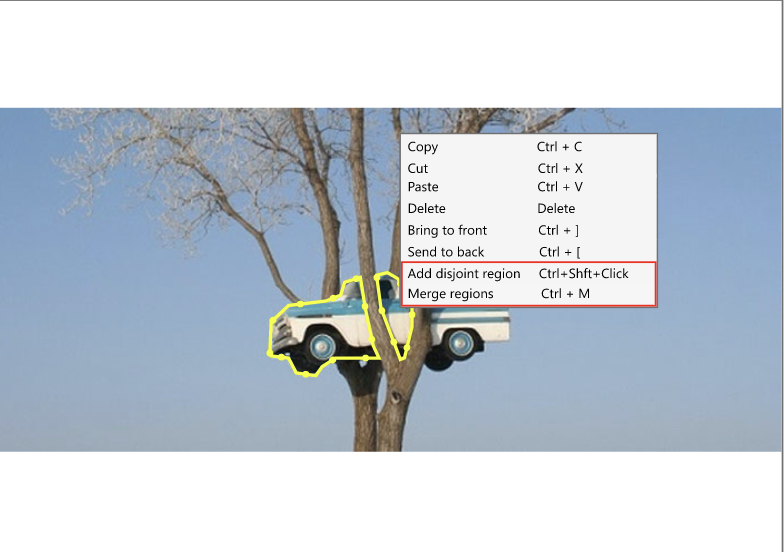 Copy Ctrl + C
Cut Ctrl + X
Paste Ctrl + V
Delete Delete
Bring to front Ctrl + ]
Send to back Ctrl + [
Add disjoint region Ctrl+Shft+Click
Merge regions Ctrl + M